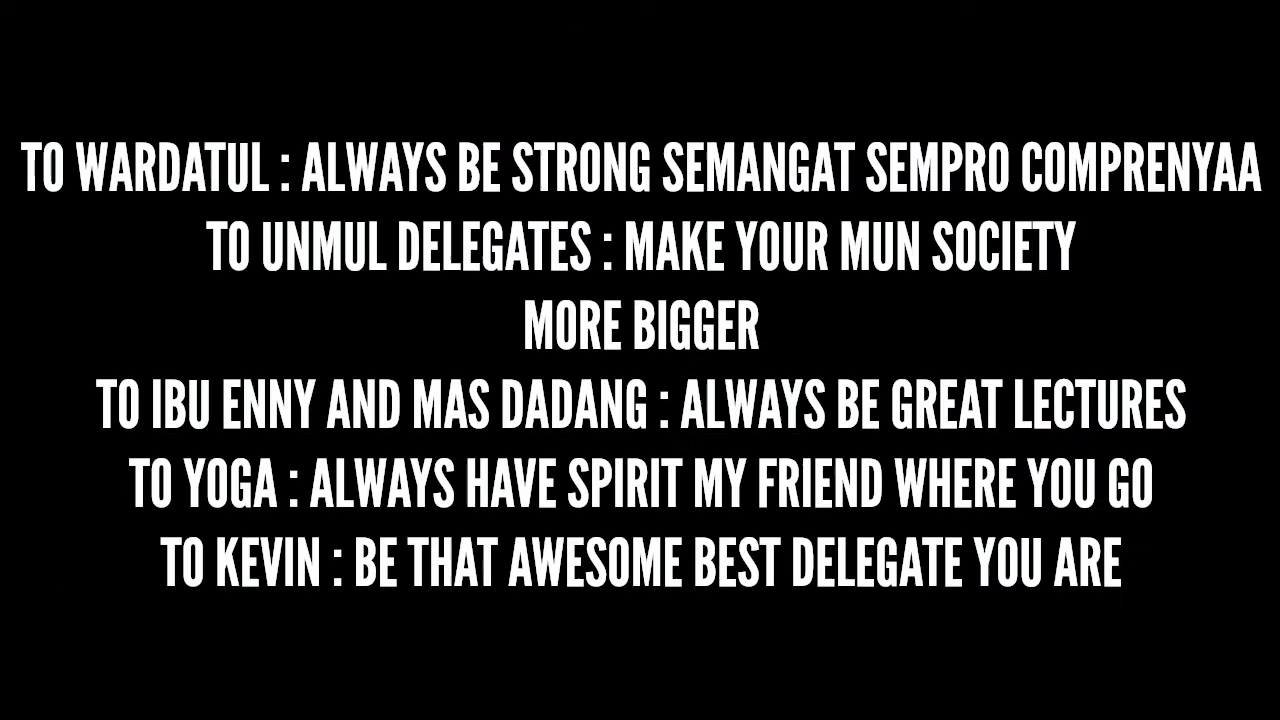 TO WARDATUL : ALWAYS BE STRONG SEMANGAT SEMPRO COMPRENYAA
TO UNMUL DELEGATES : MAKE YOUR MUN SOCIETY
MORE BIGGER
TO IBU ENNY AND MAS DADANG : ALWAYS BE GREAT LECTURES
TO YOGA : ALWAYS HAVE SPIRIT MY FRIEND WHERE YOU GO
TO KEVIN : BE THAT AWESOME BEST DELEGATE YOU ARE